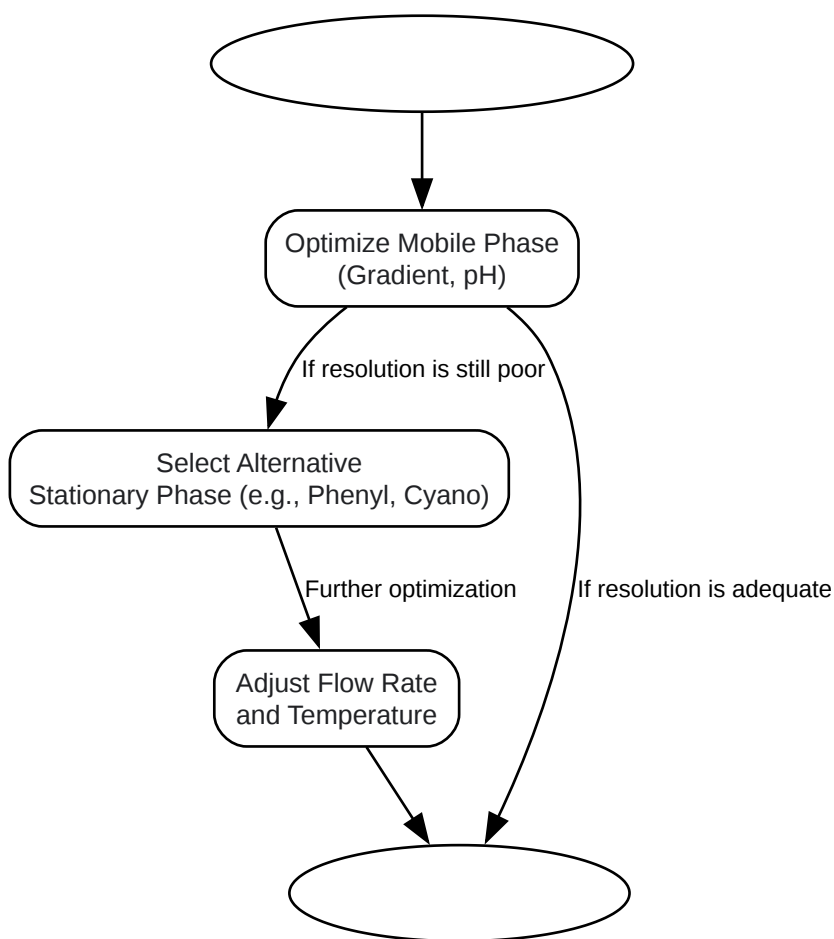 Optimize Mobile Phase
(Gradient, pH)
If resolution is still poor
Select Alternative
Stationary Phase (e.g., Phenyl, Cyano)
Further optimization
If resolution is adequate
Adjust Flow Rate
and Temperature